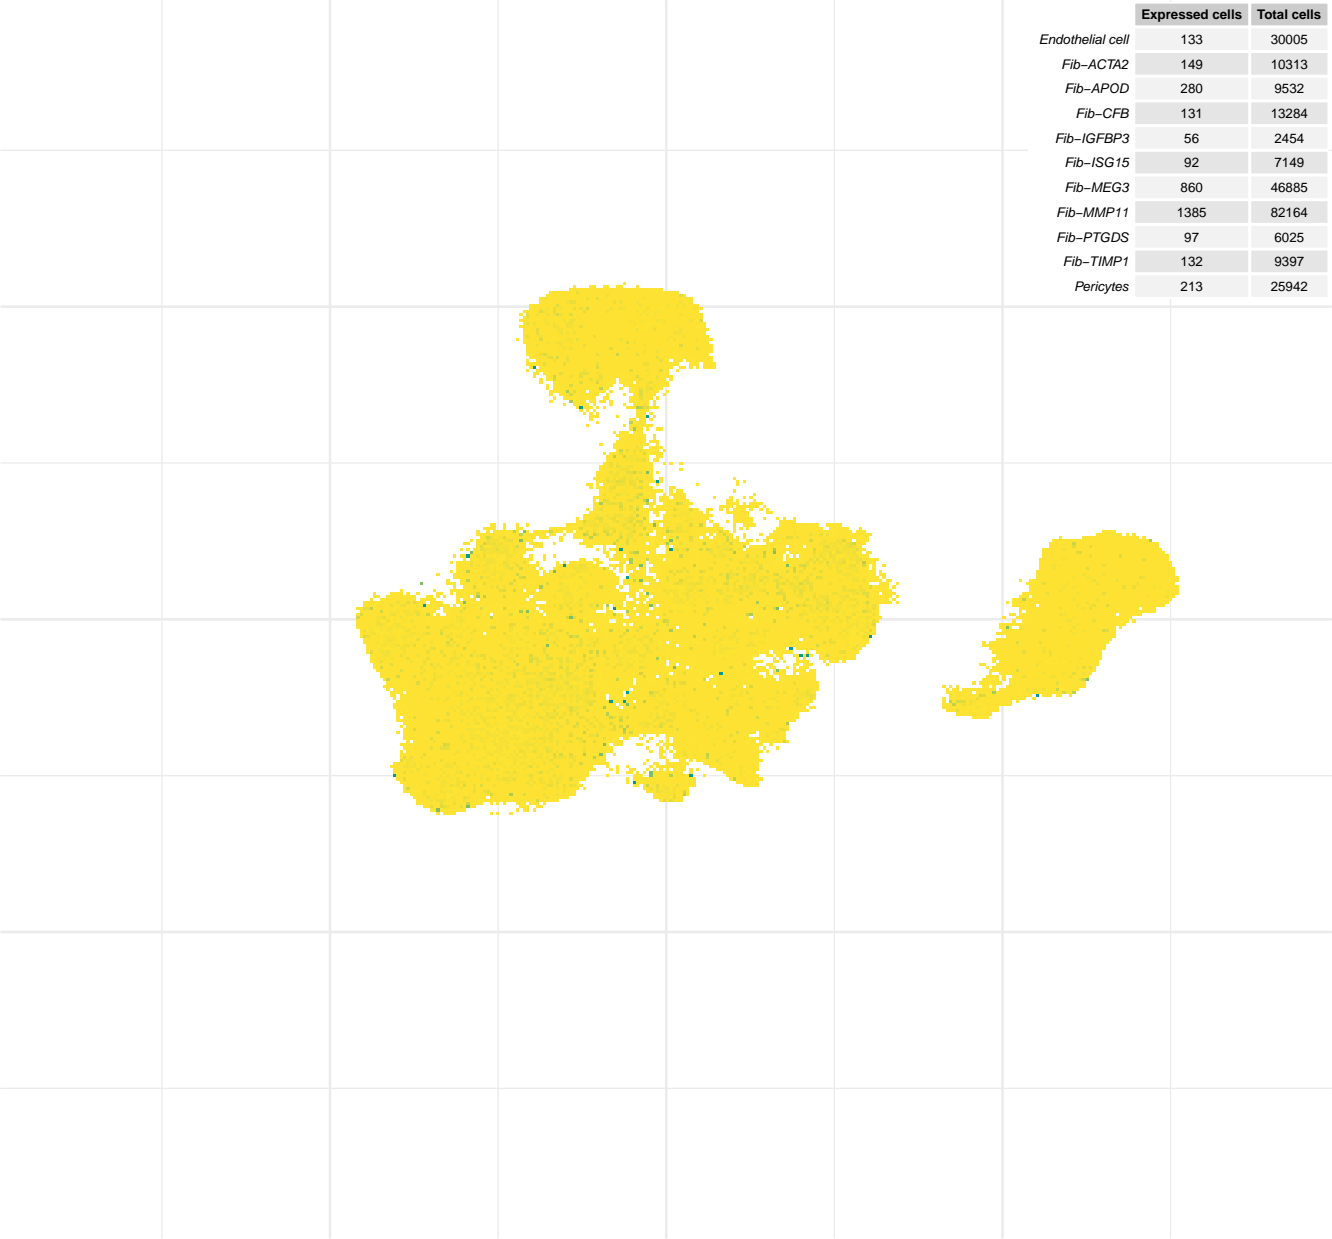 Expressed cells Total cells
Endothelial cell 133 30005
Fib−ACTA2 149 10313
Fib−APOD 280 9532
Fib−CFB 131 13284
Fib−IGFBP3 56 2454
Fib−ISG15 92 7149
Fib−MEG3 860 46885
Fib−MMP11 1385 82164
Fib−PTGDS 97 6025
Fib−TIMP1 132 9397
Pericytes 213 25942